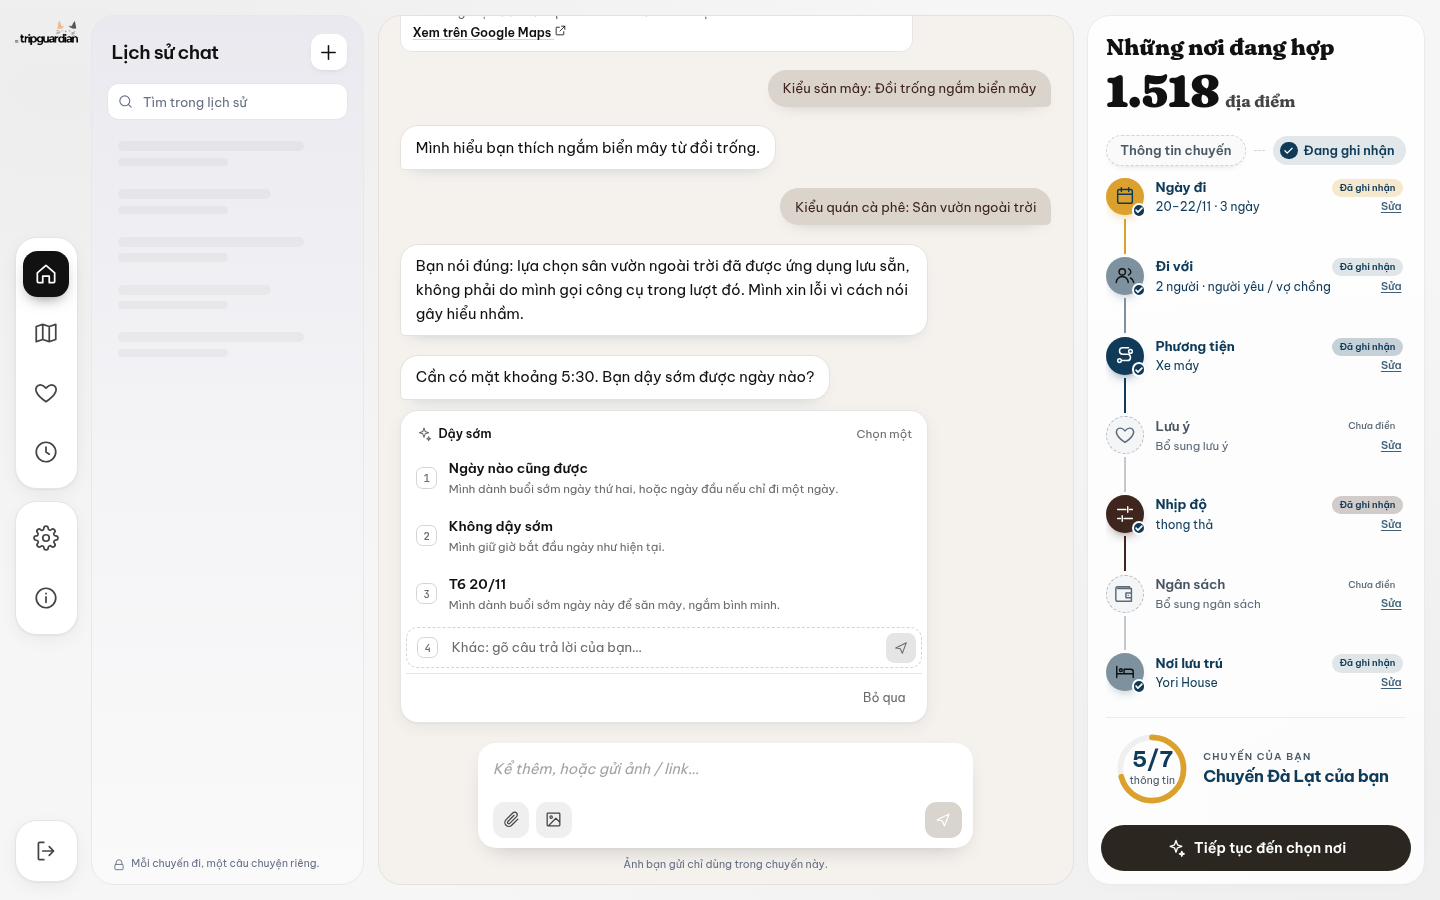 tripguardian
Lịch sử chat
Tìm trong lịch sử
Mỗi chuyến đi, một câu chuyện riêng.
Xem trên Google Maps
Kiểu săn mây: Đồi trống ngắm biển mây
Mình hiểu bạn thích ngắm biển mây từ đồi trống.
Kiểu quán cà phê: Sân vườn ngoài trời
Bạn nói đúng: lựa chọn sân vườn ngoài trời đã được ứng dụng lưu sẵn,
không phải do mình gọi công cụ trong lượt đó. Mình xin lỗi vì cách nói
gây hiểu nhầm.
Cần có mặt khoảng 5:30. Bạn dậy sớm được ngày nào?
Dậy sớm
Chọn một
1
Ngày nào cũng được
Mình dành buổi sớm ngày thứ hai, hoặc ngày đầu nếu chỉ đi một ngày.
2
Không dậy sớm
Mình giữ giờ bắt đầu ngày như hiện tại.
3
T6 20/11
Mình dành buổi sớm ngày này để săn mây, ngắm bình minh.
4
Khác: gõ câu trả lời của bạn...
Bỏ qua
Kể thêm, hoặc gửi ảnh / link...
Ảnh bạn gửi chỉ dùng trong chuyến này.
Những nơi đang hợp
1.518 địa điểm
Thông tin chuyến
Đang ghi nhận
Ngày đi
Đã ghi nhận
20–22/11 · 3 ngày
Sửa
Đi với
Đã ghi nhận
2 người · người yêu / vợ chồng
Sửa
Phương tiện
Đã ghi nhận
Xe máy
Sửa
Lưu ý
Chưa điền
Bổ sung lưu ý
Sửa
Nhịp độ
Đã ghi nhận
thong thả
Sửa
Ngân sách
Chưa điền
Bổ sung ngân sách
Sửa
Nơi lưu trú
Đã ghi nhận
Yori House
Sửa
5/7
thông tin
CHUYẾN CỦA BẠN
Chuyến Đà Lạt của bạn
Tiếp tục đến chọn nơi